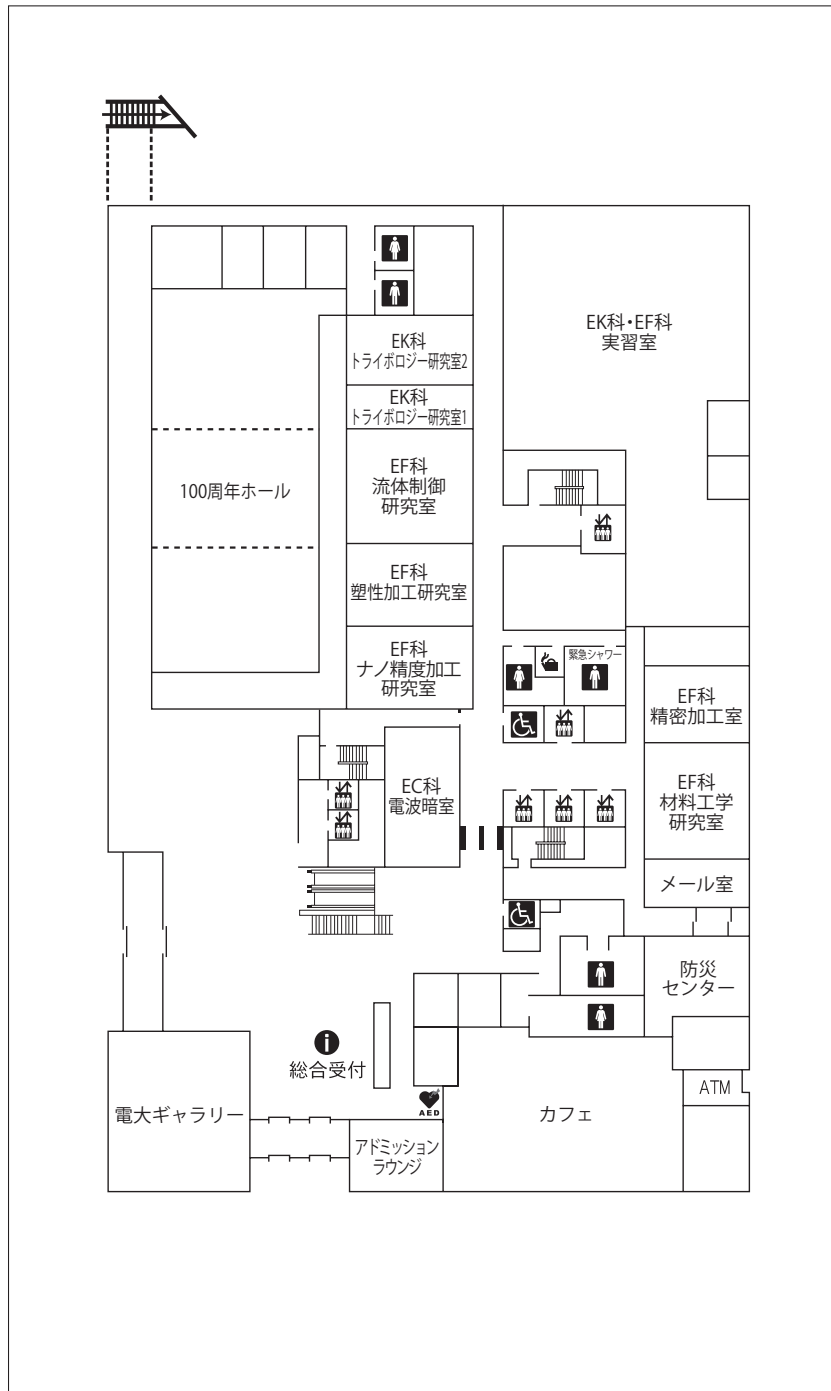 EK科・EF科
実習室
EK科
トライボロジー研究室2
EK科
トライボロジー研究室1
100周年ホール
EF科
流体制御
研究室
EF科
塑性加工研究室
EF科
ナノ精度加工
研究室
緊急シャワー
EF科
精密加工室
EC科
電波暗室
EF科
材料工学
研究室
メール室
防災
センター
i
総合受付
AED
ATM
電大ギャラリー
カフェ
アドミッション
ラウンジ